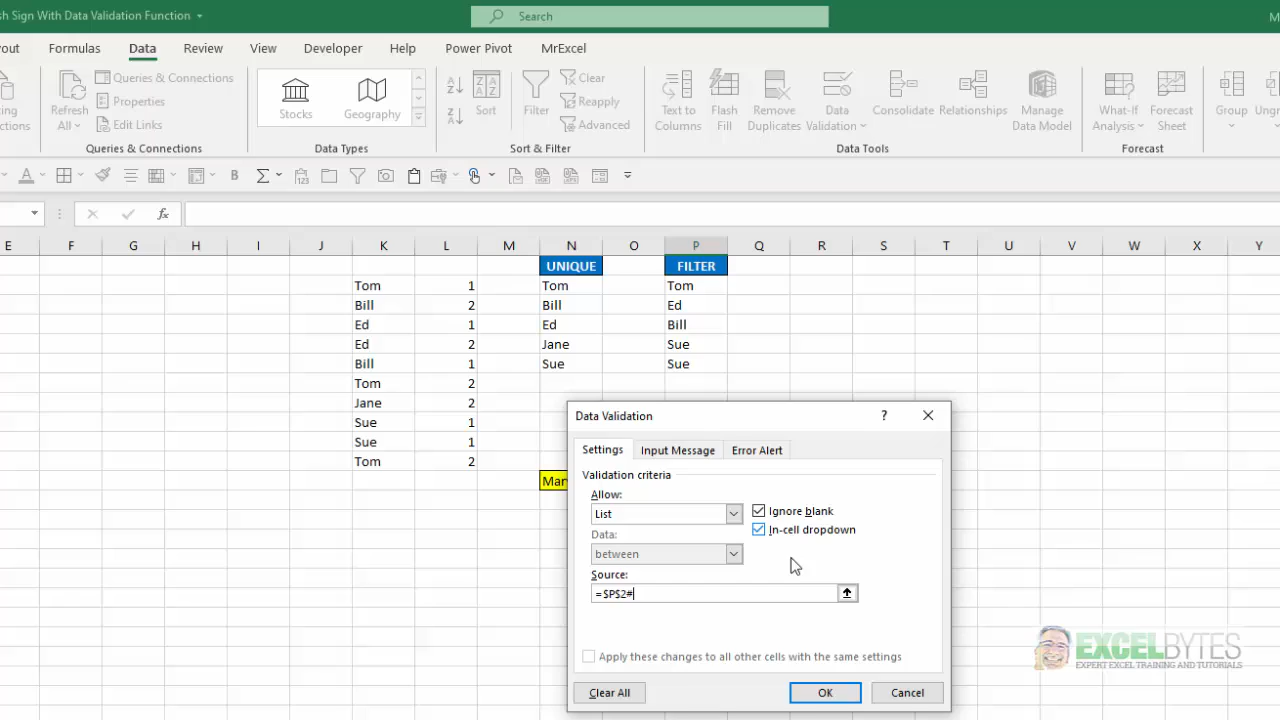 sh Sign With Data Validation Function
Search
M
out Formulas Data Review View Developer Help Power Pivot MrExcel
Queries & Connections
Properties
Edit Links
Refresh
All
Stocks
Geography
Sort
Filter
Clear
Reapply
Advanced
Text to
Columns
Flash
Fill
Remove
Duplicates
Data
Validation
Consolidate
Relationships
Manage
Data Model
What-If
Analysis
Forecast
Sheet
Group
Ungr
ctions
Queries & Connections
Data Types
Sort & Filter
Data Tools
Forecast
E F G H I J K L M N O P Q R S T U V W X Y
UNIQUE FILTER
Tom 1 Tom Tom
Bill 2 Bill Ed
Ed 1 Ed Bill
Ed 2 Jane Sue
Bill 1 Sue Sue
Tom 2
Jane 2
Sue 1
Sue 1
Tom 2
Mar
Data Validation
?
Settings Input Message Error Alert
Validation criteria
Allow:
List
Ignore blank
In-cell dropdown
Data:
between
Source:
=$P$2#
Apply these changes to all other cells with the same settings
Clear All OK Cancel
EXCELBYTES
EXPERT EXCEL TRAINING AND TUTORIALS